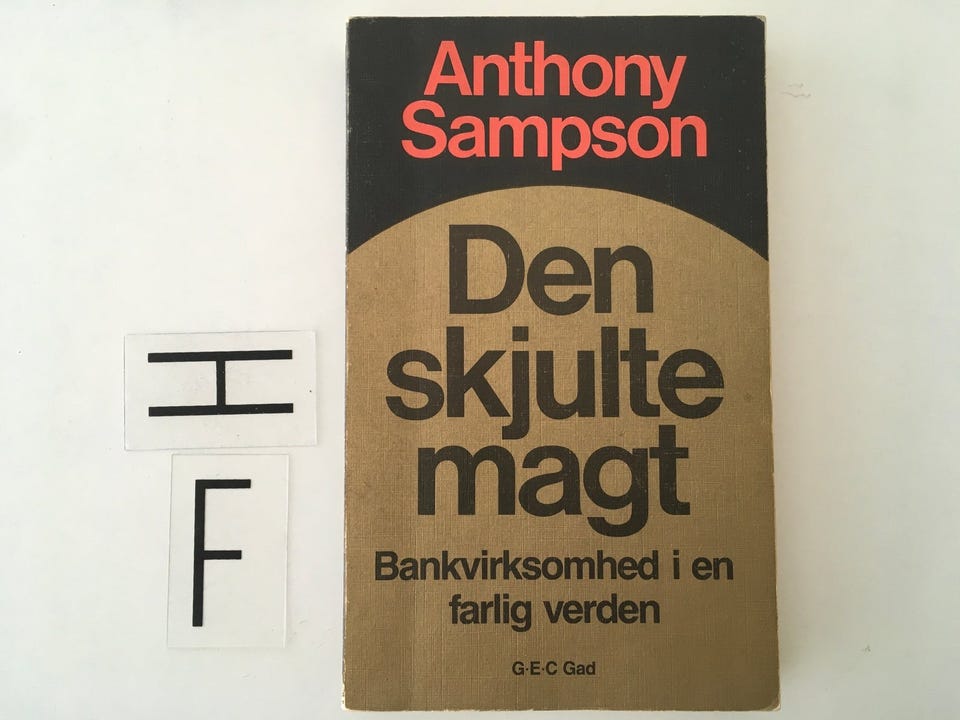 Anthony
Sampson
Den
skjulte
magt
Bankvirksomhed i en
farlig verden
G·E·C Gad
H
F